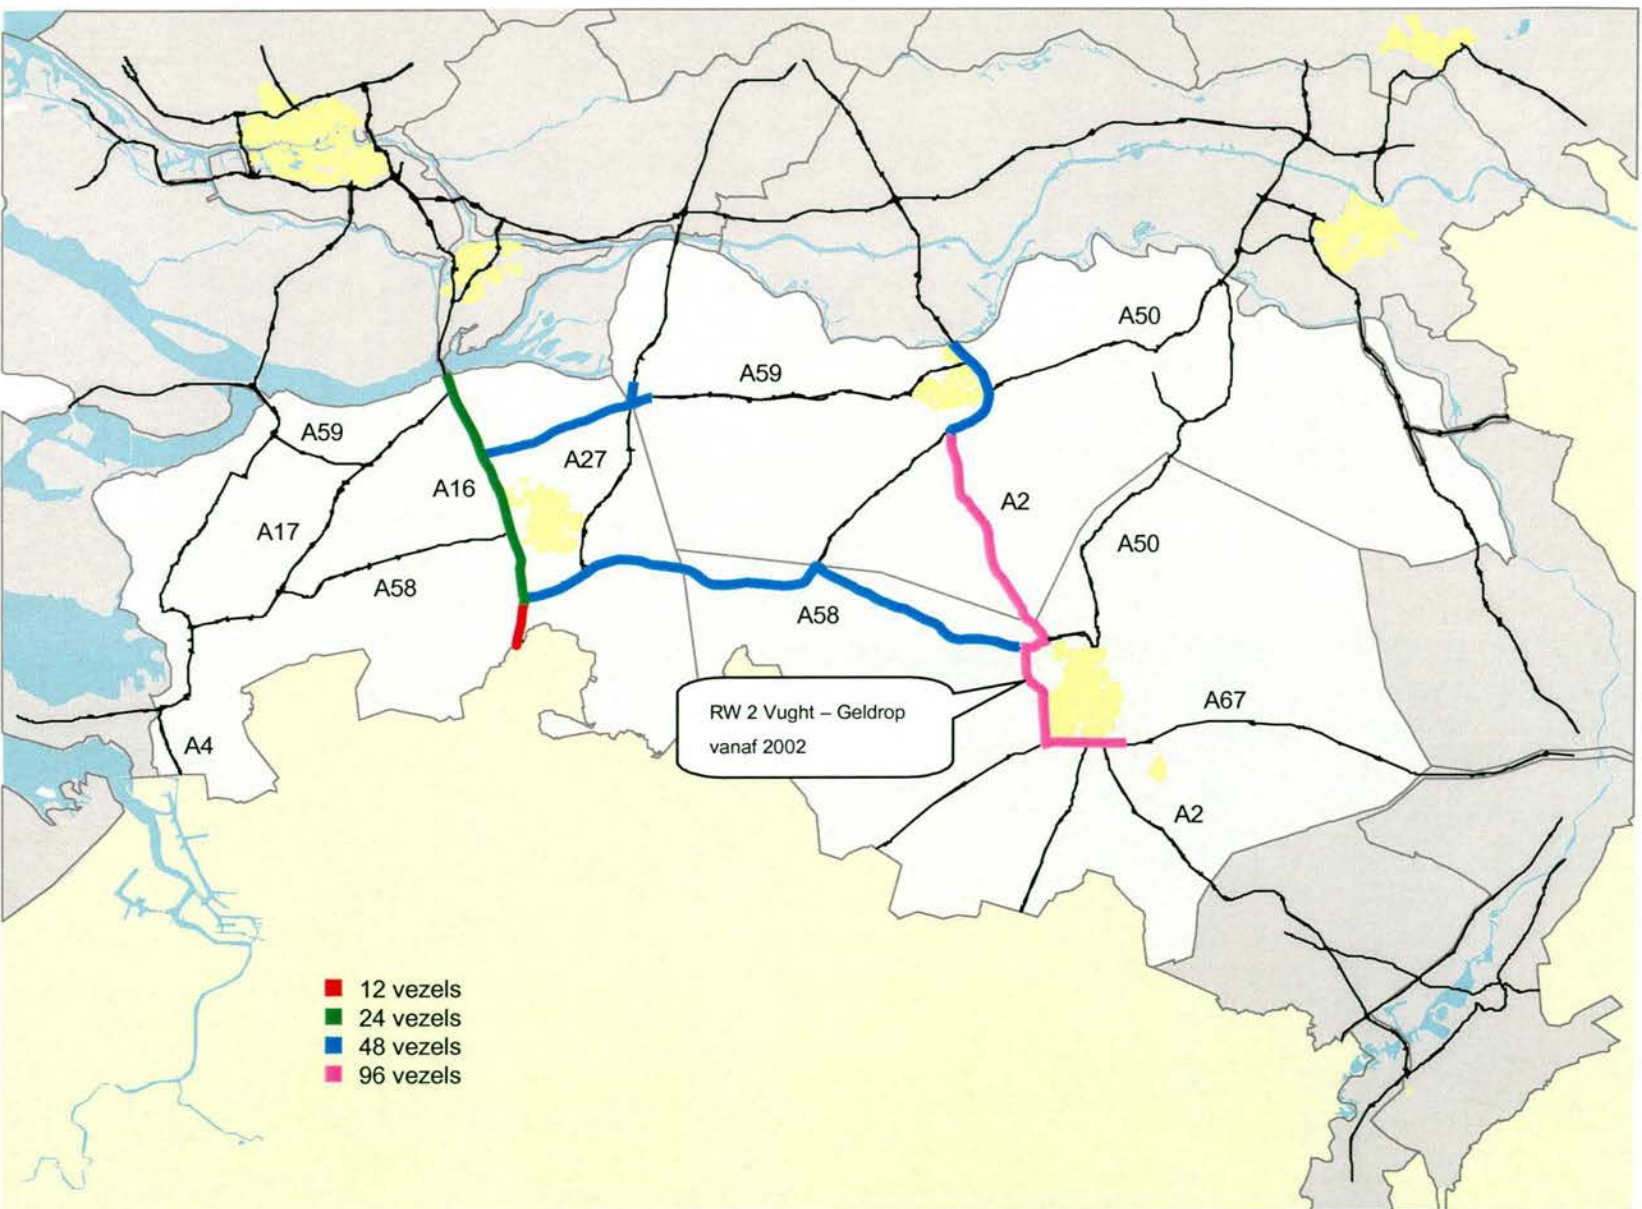 A50
A59
A59
A27
A16
A2
A17
A50
A58
A58
A67
RW 2 Vught – Geldrop
vanaf 2002
A4
A2
12 vezels
24 vezels
48 vezels
96 vezels